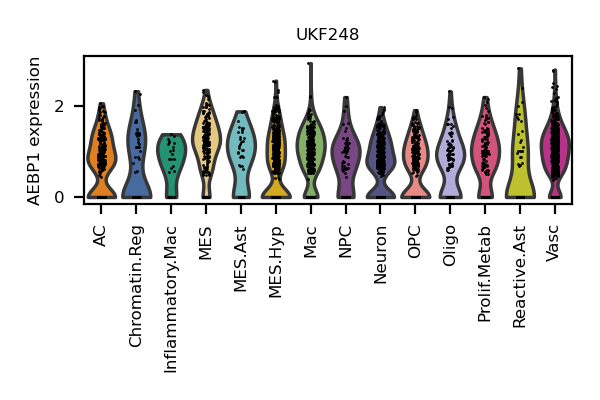 UKF248
AEBP1 expression
2
0
AC
Chromatin.Reg
Inflammatory.Mac
MES
MES.Ast
MES.Hyp
Mac
NPC
Neuron
OPC
Oligo
Prolif.Metab
Reactive.Ast
Vasc